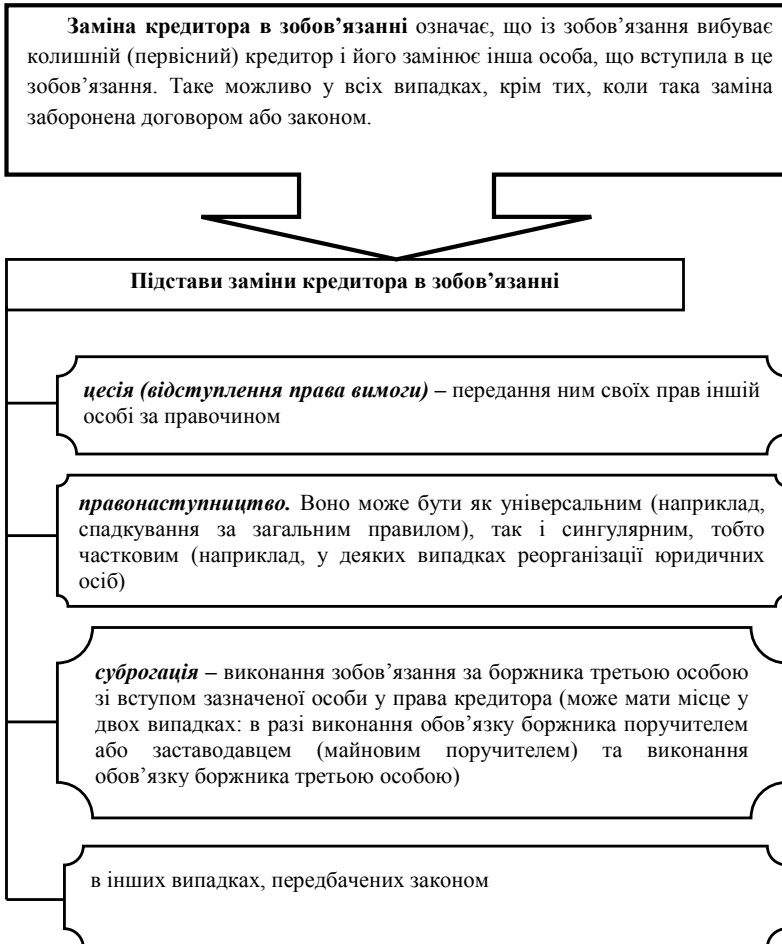 Заміна кредитора в зобов’язанні означає, що із зобов’язання вибуває
колишній (первісний) кредитор і його замінює інша особа, що вступила в це
зобов’язання. Таке можливо у всіх випадках, крім тих, коли така заміна
заборонена договором або законом.
Підстави заміни кредитора в зобов’язанні
цесія (відступлення права вимоги) – передання ним своїх прав іншій
особі за правочином
правонаступництво. Воно може бути як універсальним (наприклад,
спадкування за загальним правилом), так і сингулярним, тобто
частковим (наприклад, у деяких випадках реорганізації юридичних
осіб)
суброгація – виконання зобов’язання за боржника третьою особою
зі вступом зазначеної особи у права кредитора (може мати місце у
двох випадках: в разі виконання обов’язку боржника поручителем
або заставодавцем (майновим поручителем) та виконання
обов’язку боржника третьою особою)
в інших випадках, передбачених законом